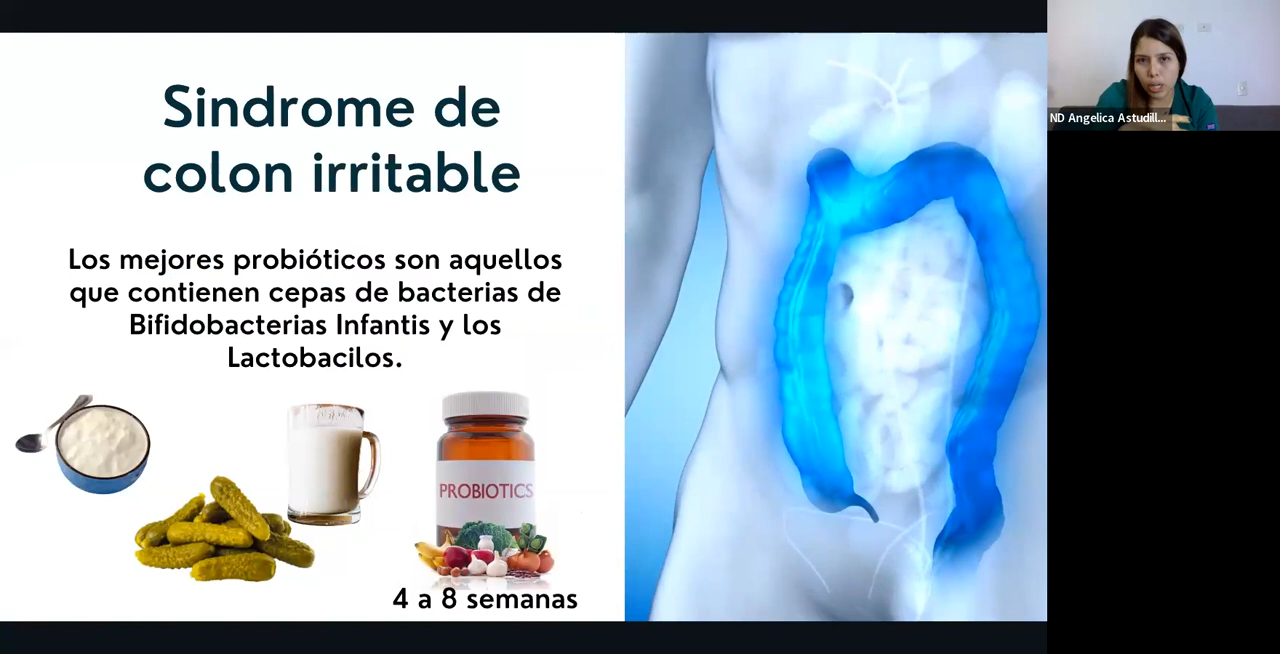 Sindrome de
colon irritable
Los mejores probióticos son aquellos
que contienen cepas de bacterias de
Bifidobacterias Infantis y los
Lactobacilos.
PROBIOTICS
4 a 8 semanas
ND Angelica Astudill...